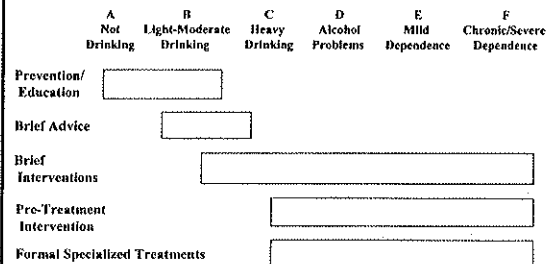 A B C D E F
Not Light-Moderate Heavy Alcohol Mild Chronic/Severe
Drinking Drinking Drinking Problems Dependence Dependence
Prevention/
Education
Brief Advice
Brief
Interventions
Pre-Treatment
Intervention
Formal Specialized Treatments